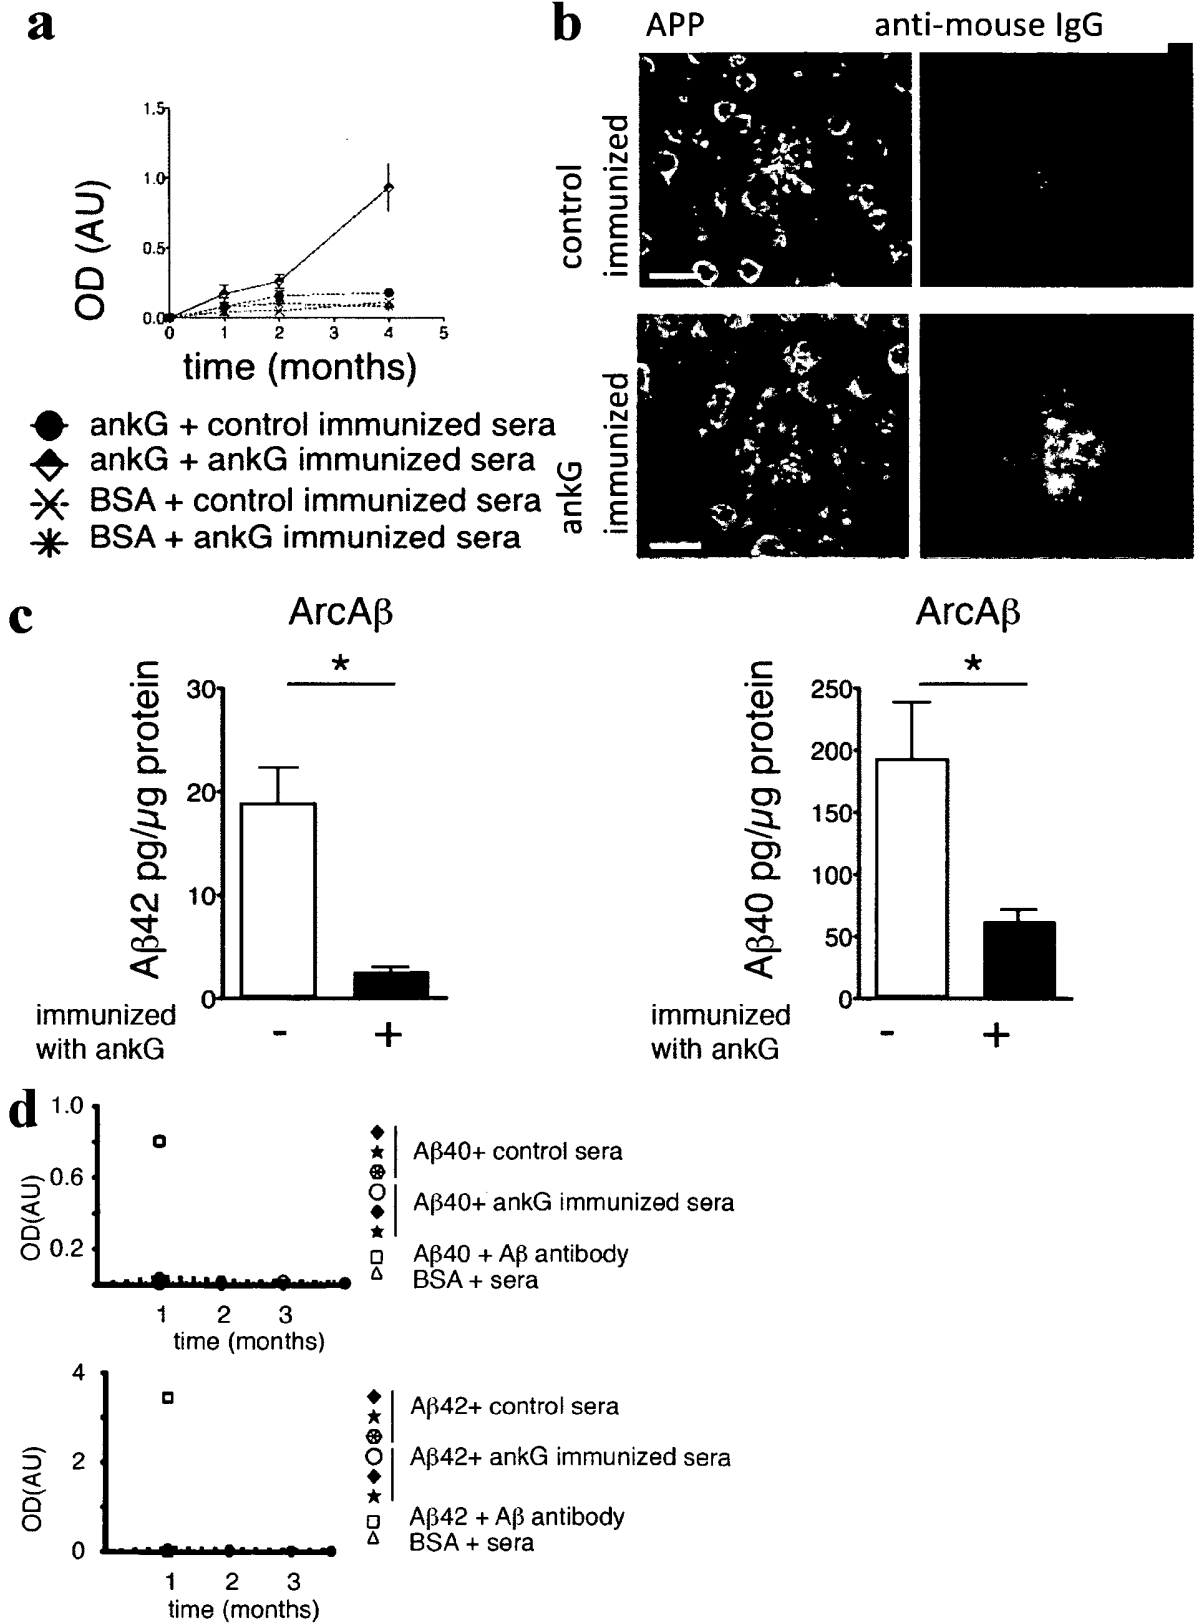 a
1.5
1.0
0.5
0.0
OD (AU)
0 1 2 3 4 5
time (months)
ankG + control immunized sera
ankG + ankG immunized sera
BSA + control immunized sera
BSA + ankG immunized sera
b
APP anti-mouse IgG
control
immunized
ankG
immunized
c
ArcAβ
*
30
20
10
0
Aβ42 pg/µg protein
immunized
with ankG
- +
ArcAβ
*
250
200
150
100
50
0
Aβ40 pg/µg protein
immunized
with ankG
- +
d
1.0
0.6
0.2
OD(AU)
1 2 3
time (months)
Aβ40+ control sera
Aβ40+ ankG immunized sera
Aβ40 + Aβ antibody
BSA + sera
4
2
0
OD(AU)
1 2 3
time (months)
Aβ42+ control sera
Aβ42+ ankG immunized sera
Aβ42 + Aβ antibody
BSA + sera